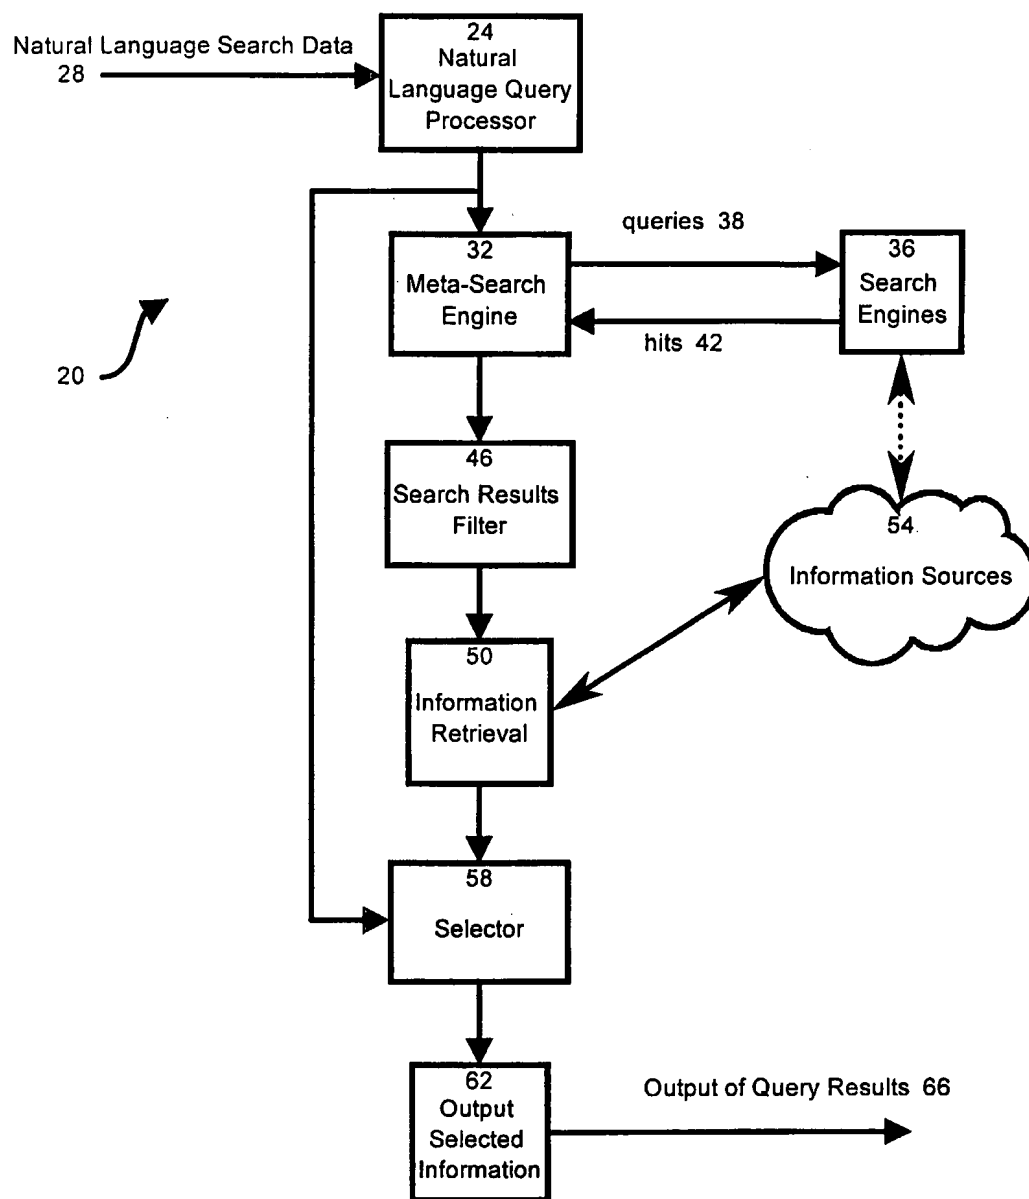 Natural Language Search Data
28
24
Natural
Language Query
Processor
queries 38
32
Meta-Search
Engine
36
Search
Engines
hits 42
20
46
Search Results
Filter
54
Information Sources
50
Information
Retrieval
58
Selector
62
Output
Selected
Information
Output of Query Results 66